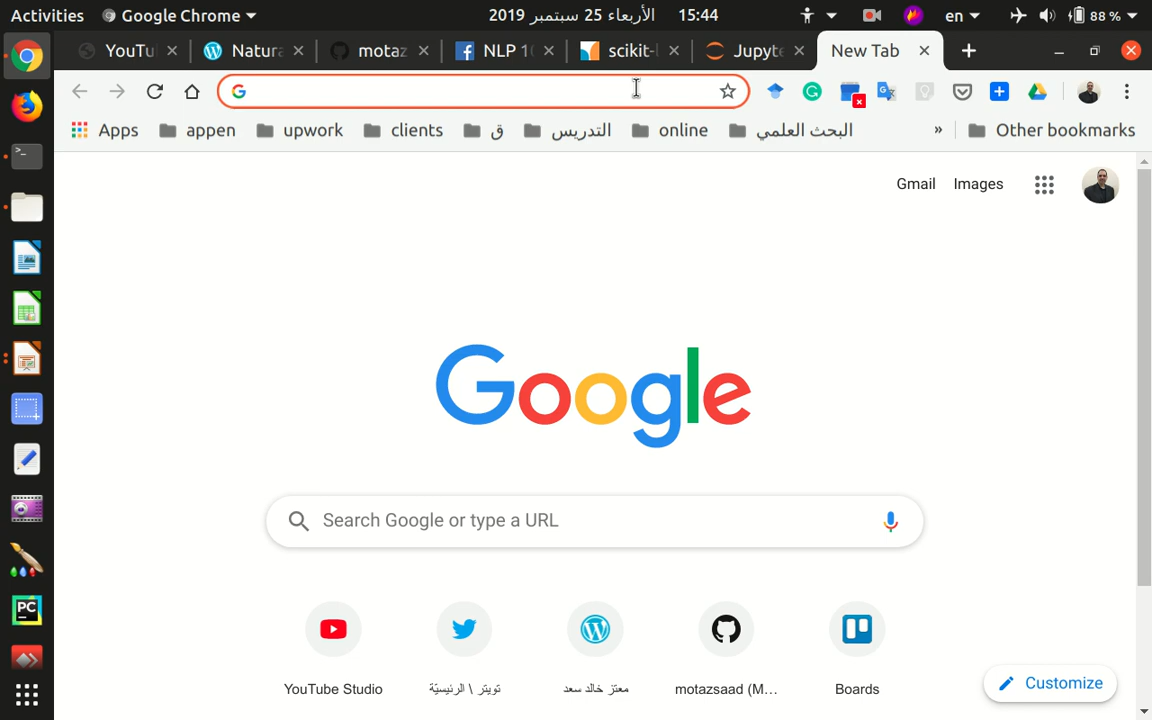 Activities Google Chrome الأربعاء 25 سبتمبر 2019 15:44 en 88 %
YouTu Natura motaz NLP 1 scikit- Jupyte New Tab
Apps appen upwork clients ق التدريس online البحث العلمي » Other bookmarks
Gmail Images
Google
Search Google or type a URL
YouTube Studio تويتر \ الرئيسيّة معتز خالد سعد motazsaad (M... Boards
Customize